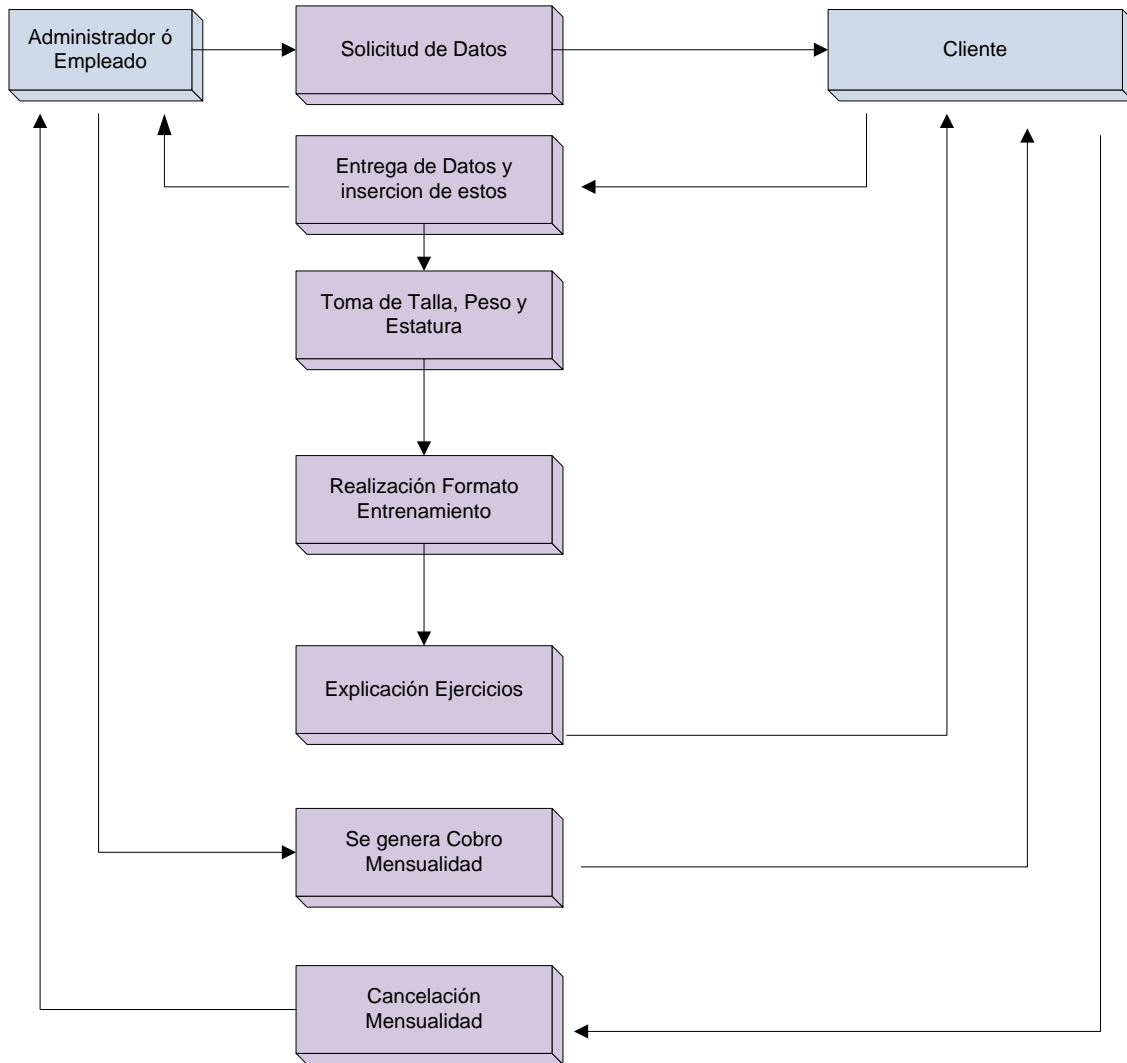 Administrador ó
Empleado
Solicitud de Datos
Cliente
Entrega de Datos y
insercion de estos
Toma de Talla, Peso y
Estatura
Realización Formato
Entrenamiento
Explicación Ejercicios
Se genera Cobro
Mensualidad
Cancelación
Mensualidad